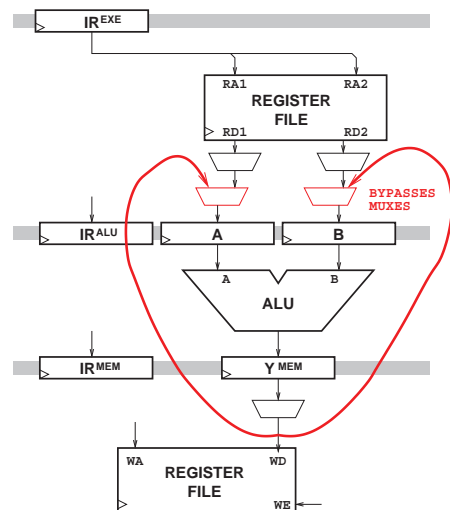 IR EXE
RA1 RA2
REGISTER
FILE
RD1 RD2
BYPASSES
MUXES
IR ALU A B
A B
ALU
IR MEM Y MEM
WA WD
REGISTER
FILE
WE